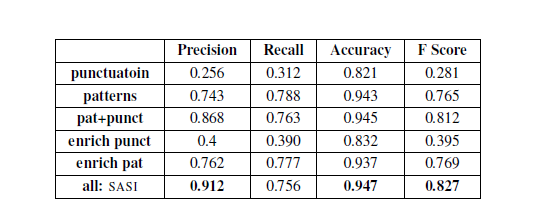 Precision Recall Accuracy F Score
punctuatoin 0.256 0.312 0.821 0.281
patterns 0.743 0.788 0.943 0.765
pat+punct 0.868 0.763 0.945 0.812
enrich punct 0.4 0.390 0.832 0.395
enrich pat 0.762 0.777 0.937 0.769
all: SASI 0.912 0.756 0.947 0.827